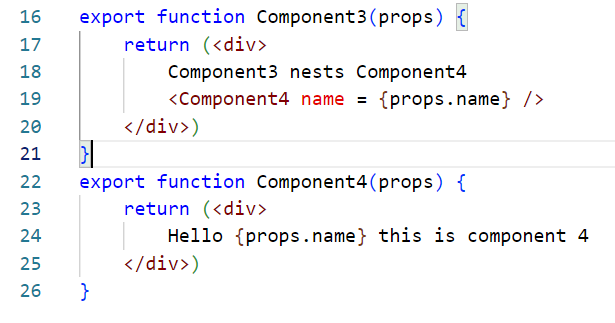 16 export function Component3(props) {
17     return (<div>
18         Component3 nests Component4
19         <Component4 name = {props.name} />
20     </div>)
21 }
22 export function Component4(props) {
23     return (<div>
24         Hello {props.name} this is component 4
25     </div>)
26 }